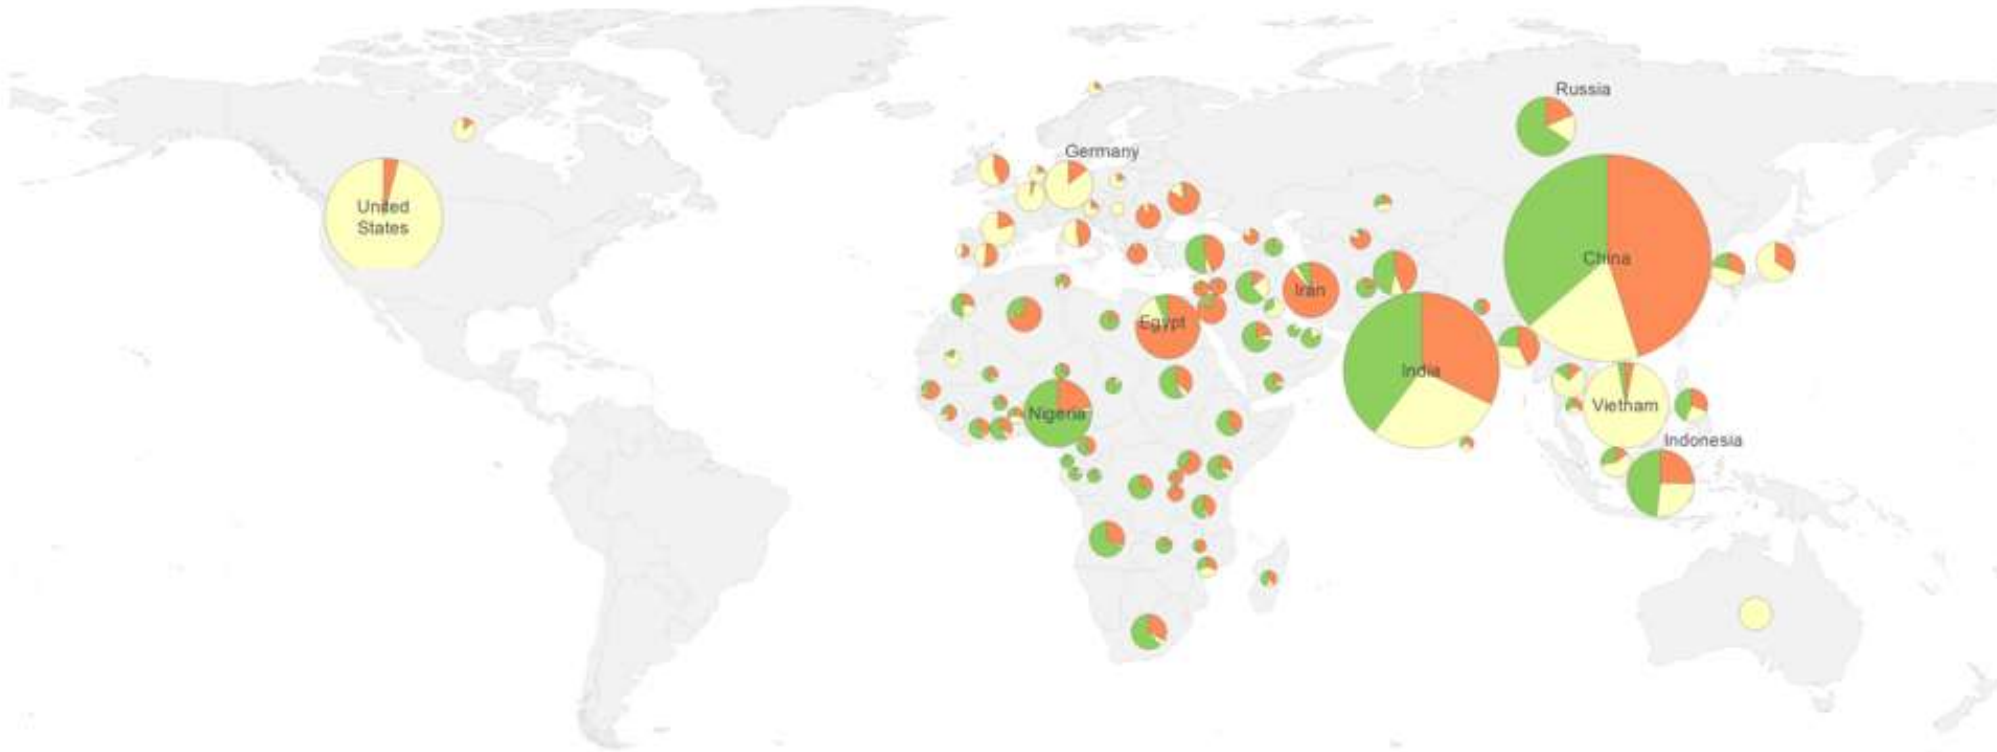 Russia
Germany
United
States
China
Iran
Egypt
India
Nigeria
Vietnam
Indonesia